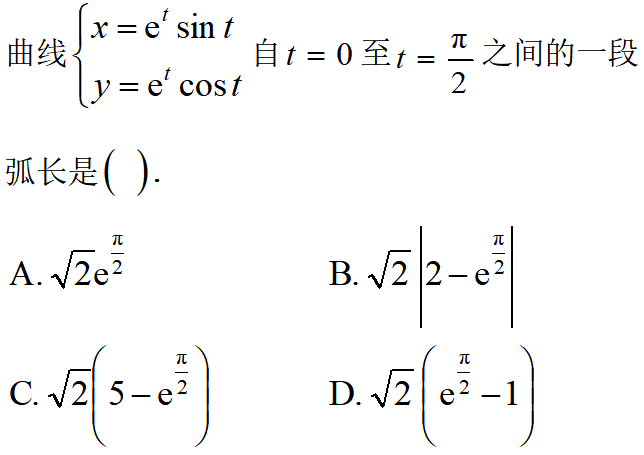 曲线 { x = e^t sin t, y = e^t cos t 自 t = 0 至 t = π/2 之间的一段
弧长是( ).
A. √2e^(π/2) B. √2|2 − e^(π/2)|
C. √2(5 − e^(π/2)) D. √2(e^(π/2) − 1)